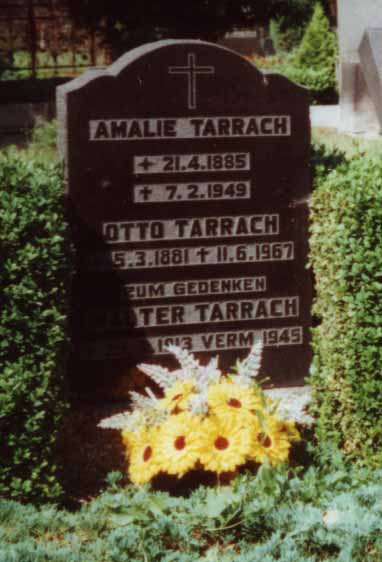 AMALIE TARRACH
+ 21.4.1885
+ 7.2.1949
OTTO TARRACH
5.3.1881 + 11.6.1967
ZUM GEDENKEN
WALTER TARRACH
1913 VERM 1945